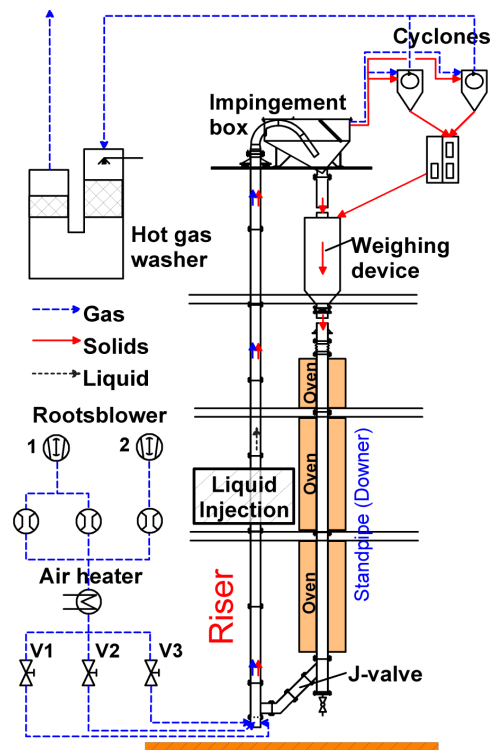 Cyclones
Impingement
box
Hot gas
washer
Weighing
device
Gas
Solids
Liquid
Rootsblower
1
2
Oven
Oven
Oven
Liquid
Injection
Standpipe (Downer)
Air heater
Riser
V1
V2
V3
J-valve